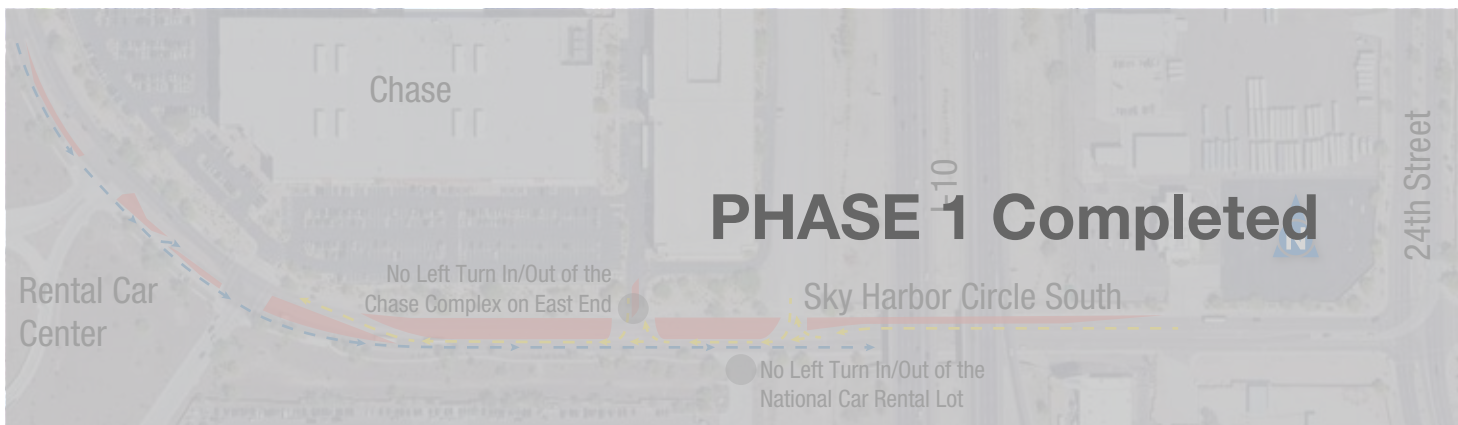 Chase
I-10
24th Street
PHASE 1 Completed
N
No Left Turn In/Out of the
Chase Complex on East End
Rental Car
Center
Sky Harbor Circle South
No Left Turn In/Out of the
National Car Rental Lot